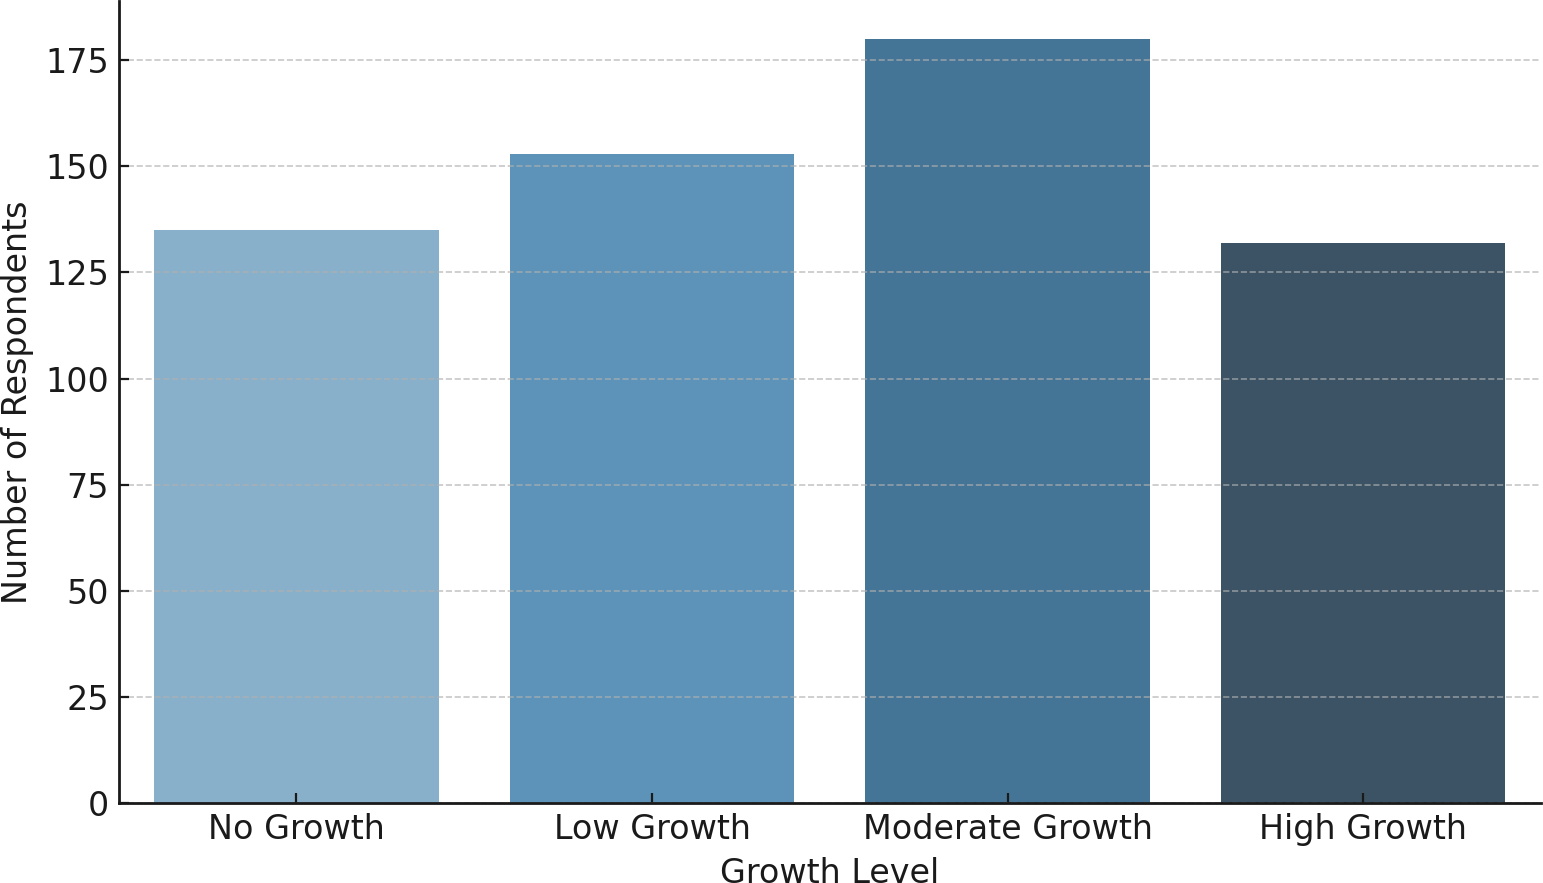 175
150
125
100
75
50
25
0
Number of Respondents
No Growth
Low Growth
Moderate Growth
High Growth
Growth Level